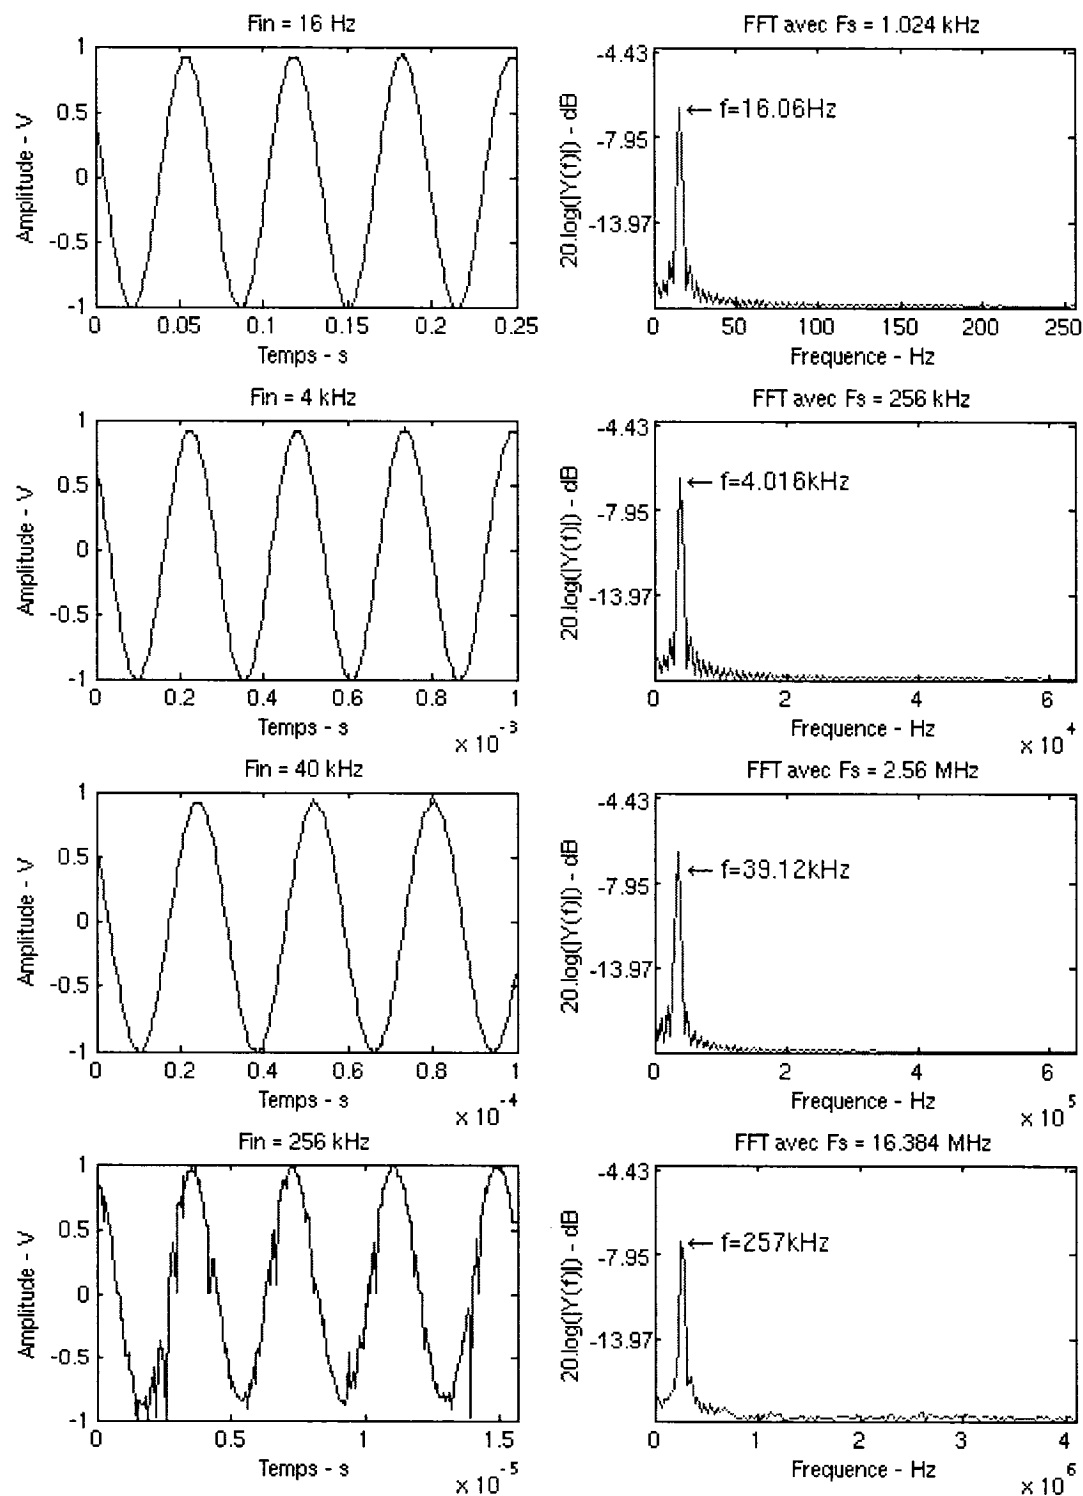 Fin = 16 Hz
1
0.5
0
-0.5
-1
Amplitude - V
0 0.05 0.1 0.15 0.2 0.25
Temps - s
FFT avec Fs = 1.024 kHz
-4.43
-7.95
-13.97
20.log(|Y(f)|) - dB
← f=16.06Hz
0 50 100 150 200 250
Frequence - Hz
Fin = 4 kHz
1
0.5
0
-0.5
-1
Amplitude - V
0 0.2 0.4 0.6 0.8 1
Temps - s
x 10⁻³
FFT avec Fs = 256 kHz
-4.43
-7.95
-13.97
20.log(|Y(f)|) - dB
← f=4.016kHz
0 2 4 6
Frequence - Hz
x 10⁴
Fin = 40 kHz
1
0.5
0
-0.5
-1
Amplitude - V
0 0.2 0.4 0.6 0.8 1
Temps - s
x 10⁻⁴
FFT avec Fs = 2.56 MHz
-4.43
-7.95
-13.97
20.log(|Y(f)|) - dB
← f=39.12kHz
0 2 4 6
Frequence - Hz
x 10⁵
Fin = 256 kHz
1
0.5
0
-0.5
-1
Amplitude - V
0 0.5 1 1.5
Temps - s
x 10⁻⁵
FFT avec Fs = 16.384 MHz
-4.43
-7.95
-13.97
20.log(|Y(f)|) - dB
← f=257kHz
0 1 2 3 4
Frequence - Hz
x 10⁶